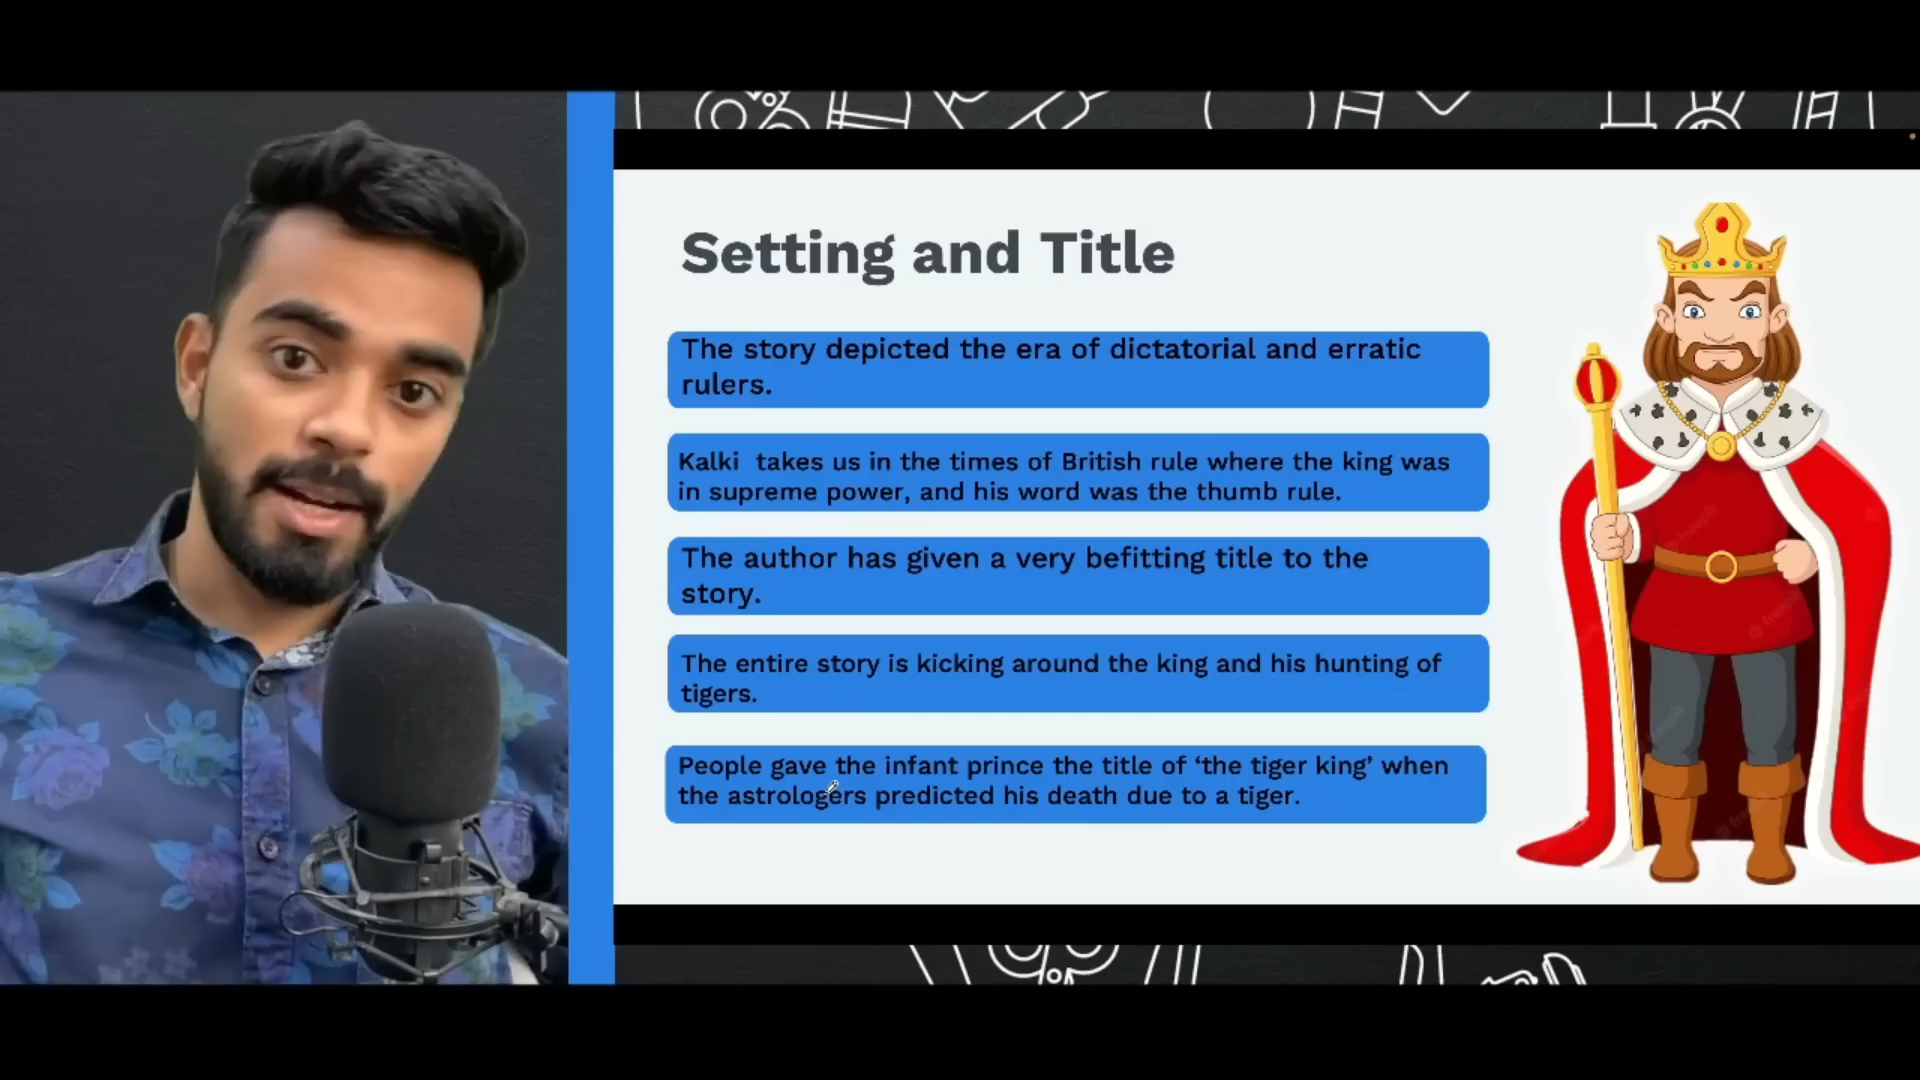 Setting and Title
The story depicted the era of dictatorial and erratic
rulers.
Kalki takes us in the times of British rule where the king was
in supreme power, and his word was the thumb rule.
The author has given a very befitting title to the
story.
The entire story is kicking around the king and his hunting of
tigers.
People gave the infant prince the title of ‘the tiger king’ when
the astrologers predicted his death due to a tiger.